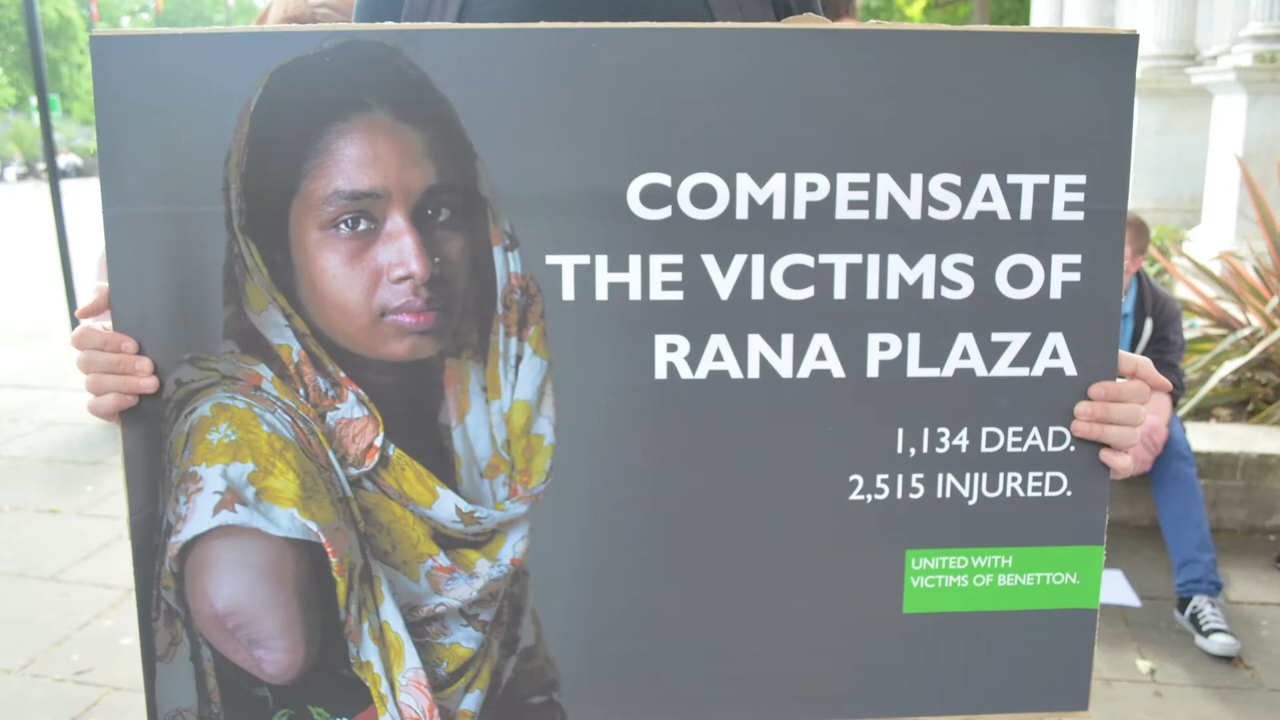 COMPENSATE
THE VICTIMS OF
RANA PLAZA
1,134 DEAD.
2,515 INJURED.
UNITED WITH
VICTIMS OF BENETTON.